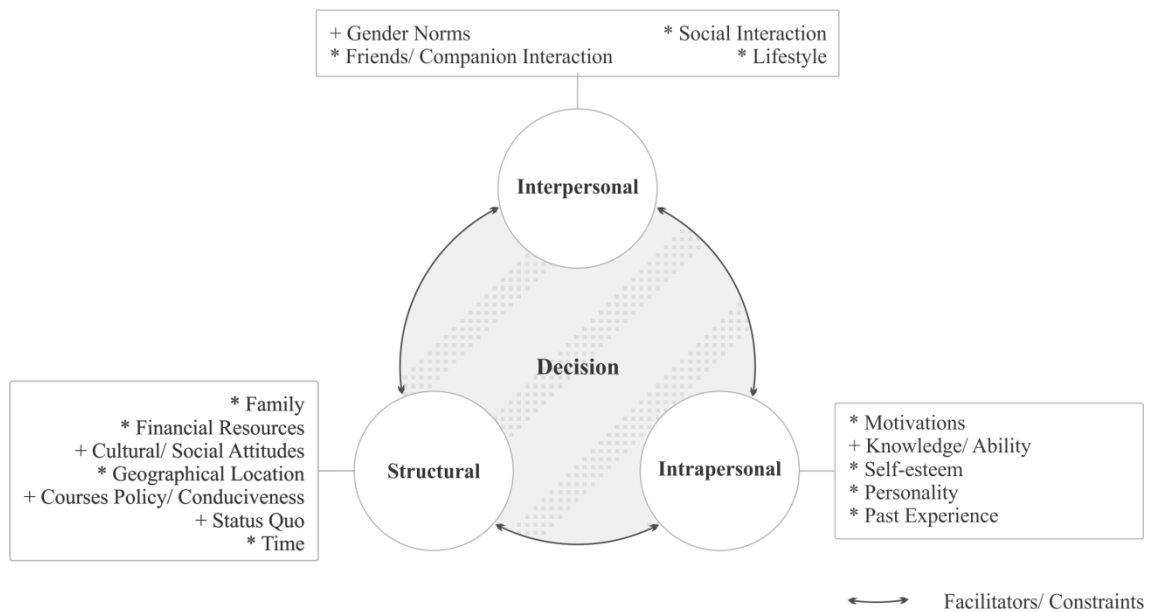 + Gender Norms * Social Interaction
* Friends/ Companion Interaction * Lifestyle
Interpersonal
Decision
* Family
* Financial Resources
+ Cultural/ Social Attitudes
* Geographical Location
+ Courses Policy/ Conduciveness
+ Status Quo
* Time
Structural
Intrapersonal
* Motivations
+ Knowledge/ Ability
* Self-esteem
* Personality
* Past Experience
Facilitators/ Constraints